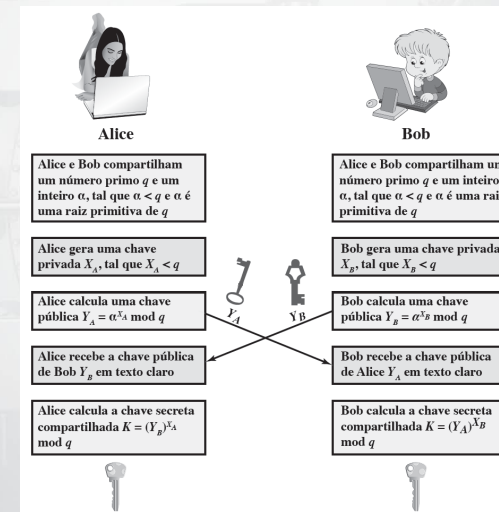 Alice
Alice e Bob compartilham
um número primo q e um
inteiro α, tal que α < q e α é
uma raiz primitiva de q
Alice gera uma chave
privada X_A, tal que X_A < q
Alice calcula uma chave
pública Y_A = α^X_A mod q
Alice recebe a chave pública
de Bob Y_B em texto claro
Alice calcula a chave secreta
compartilhada K = (Y_B)^X_A
mod q
Y_A
Y_B
Bob
Alice e Bob compartilham
número primo q e um inteiro
α, tal que α < q e α é uma
primitiva de q
Bob gera uma chave privada
X_B, tal que X_B < q
Bob calcula uma chave
pública Y_B = α^X_B mod q
Bob recebe a chave pública
de Alice Y_A em texto claro
Bob calcula a chave secreta
compartilhada K = (Y_A)^X_B
mod q